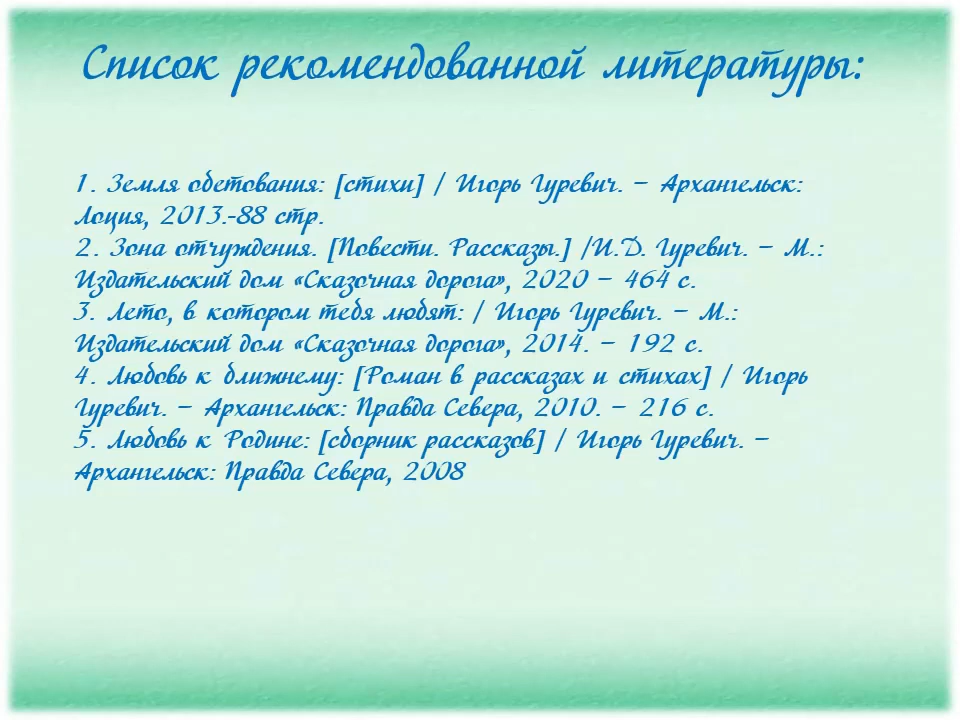 Список рекомендованной литературы:
1. Земля обетования: [стихи] / Игорь Гуревич. – Архангельск:
Лоция, 2013.-88 стр.
2. Зона отчуждения. [Повести. Рассказы.] /И.Д. Гуревич. – М.:
Издательский дом «Сказочная дорога», 2020 – 464 с.
3. Лето, в котором тебя любят: / Игорь Гуревич. – М.:
Издательский дом «Сказочная дорога», 2014. – 192 с.
4. Любовь к ближнему: [Роман в рассказах и стихах] / Игорь
Гуревич. – Архангельск: Правда Севера, 2010. – 216 с.
5. Любовь к Родине: [сборник рассказов] / Игорь Гуревич. –
Архангельск: Правда Севера, 2008